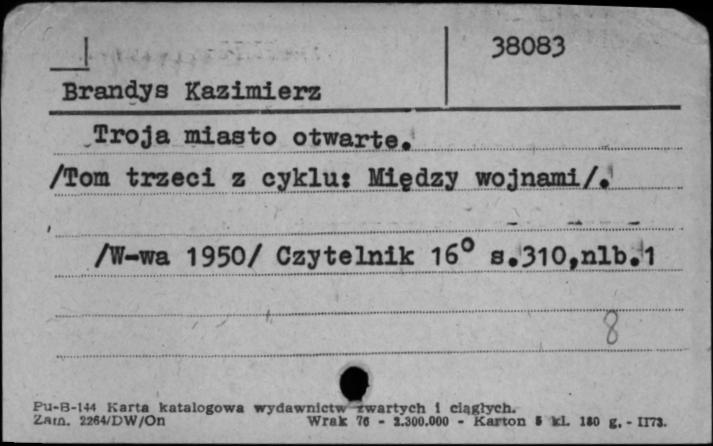 38083
Brandys Kazimierz
Troja miasto otwarte.
/Tom trzeci z cyklu: Między wojnami/.
/W-wa 1950/ Czytelnik 16° s.310,nlb.1
8
Pu-B-144 Karta katalogowa wydawnictw zwartych i ciągłych.
Zam. 2264/DW/On Wrak 76 - 2.300.000 - Karton 5 kl. 180 g. - II73.